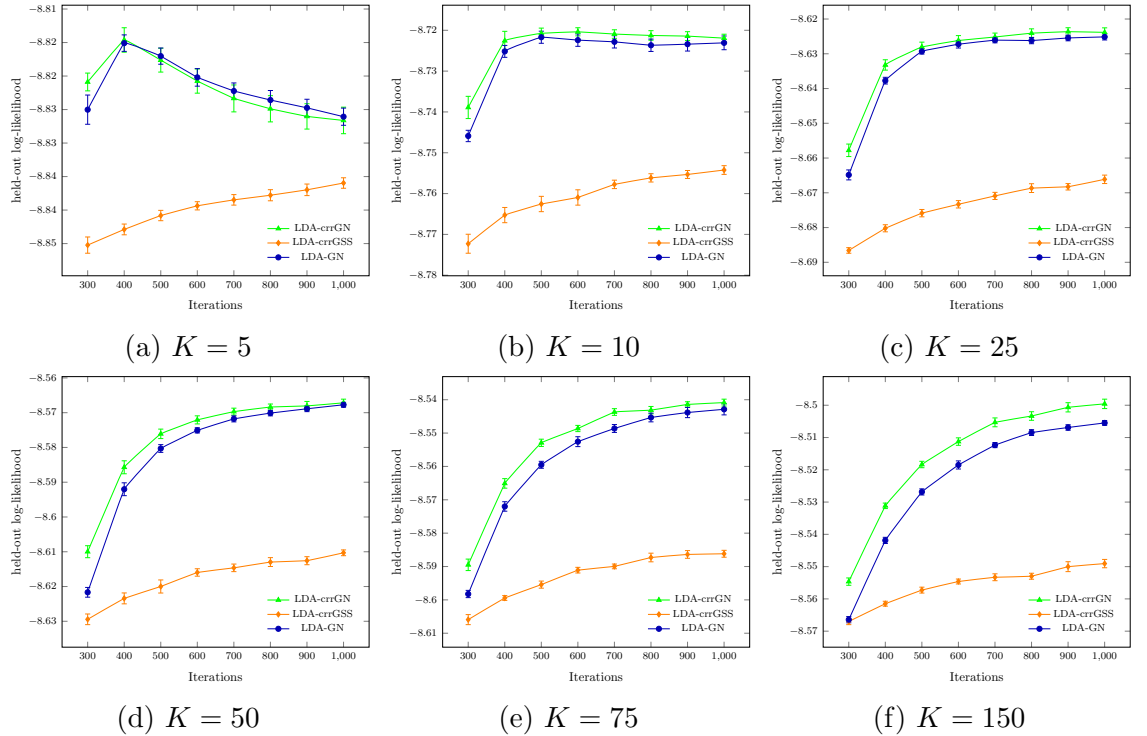 −8.81
−8.82
−8.82
−8.83
−8.83
−8.84
−8.84
−8.85
held-out log-likelihood
LDA-crrGN
LDA-crrGSS
LDA-GN
300 400 500 600 700 800 900 1,000
Iterations
(a) K = 5
−8.72
−8.73
−8.74
−8.75
−8.76
−8.77
−8.78
held-out log-likelihood
LDA-crrGN
LDA-crrGSS
LDA-GN
300 400 500 600 700 800 900 1,000
Iterations
(b) K = 10
−8.62
−8.63
−8.64
−8.65
−8.66
−8.67
−8.68
−8.69
held-out log-likelihood
LDA-crrGN
LDA-crrGSS
LDA-GN
300 400 500 600 700 800 900 1,000
Iterations
(c) K = 25
−8.56
−8.57
−8.58
−8.59
−8.6
−8.61
−8.62
−8.63
held-out log-likelihood
LDA-crrGN
LDA-crrGSS
LDA-GN
300 400 500 600 700 800 900 1,000
Iterations
(d) K = 50
−8.54
−8.55
−8.56
−8.57
−8.58
−8.59
−8.6
−8.61
held-out log-likelihood
LDA-crrGN
LDA-crrGSS
LDA-GN
300 400 500 600 700 800 900 1,000
Iterations
(e) K = 75
−8.5
−8.51
−8.52
−8.53
−8.54
−8.55
−8.56
−8.57
held-out log-likelihood
LDA-crrGN
LDA-crrGSS
LDA-GN
300 400 500 600 700 800 900 1,000
Iterations
(f) K = 150